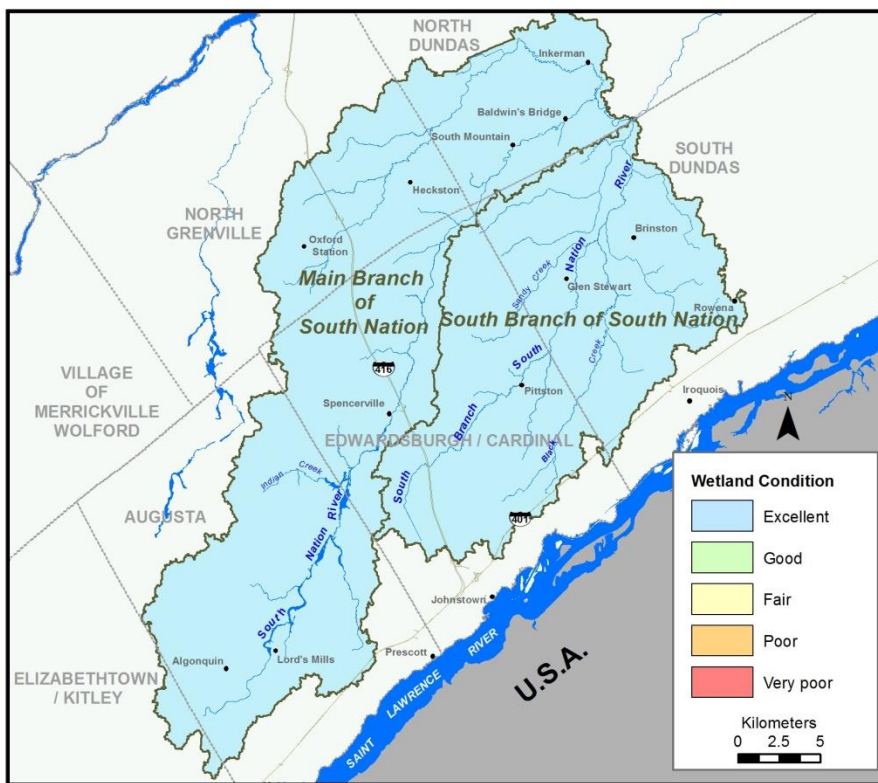 NORTH
DUNDAS
Inkerman
Baldwin's Bridge
South Mountain
SOUTH
DUNDAS
Heckston
River
NORTH
GRENVILLE
Oxford
Station
Brinston
Nation
Sandy Creek
Glen Stewart
Main Branch
of
South Nation
Rowena
South Branch of South Nation
South
Creek
416
VILLAGE
OF
MERRICKVILLE
WOLFORD
Pittston
Iroquois
N
Spencerville
Branch
EDWARDSBURGH / CARDINAL
Black
Indian Creek
South
River
AUGUSTA
401
Nation
Johnstown
South
Algonquin
Lord's Mills
Prescott
ELIZABETHTOWN
/ KITLEY
SAINT LAWRENCE RIVER
U.S.A.
Wetland Condition
Excellent
Good
Fair
Poor
Very poor
Kilometers
0 2.5 5